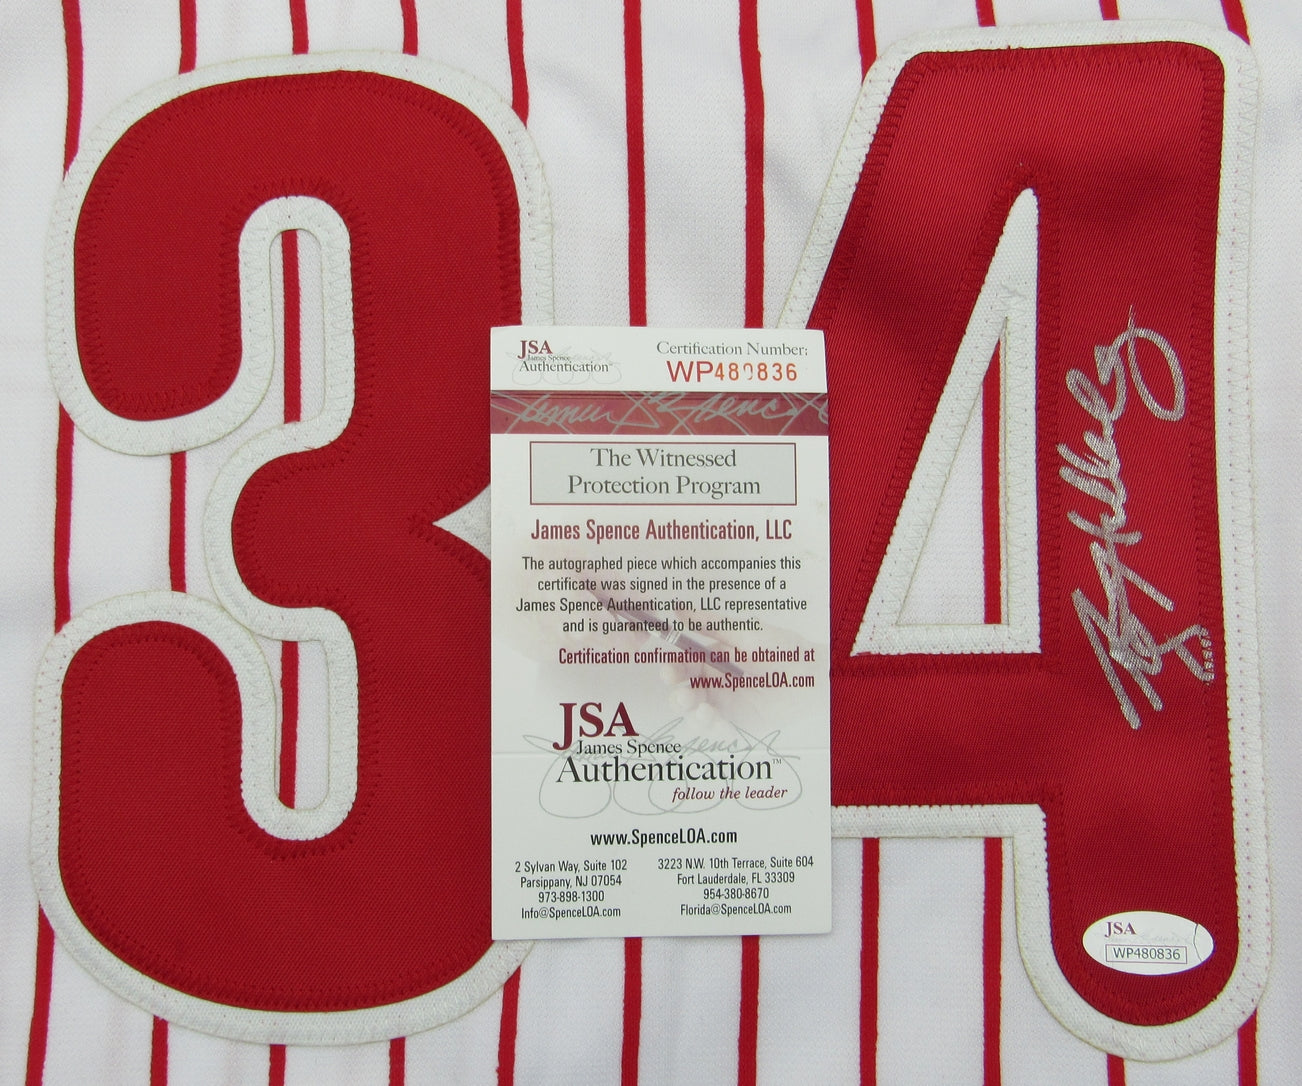 34
JSA
James Spence
Authentication™
Certification Number:
WP480836
The Witnessed
Protection Program
James Spence Authentication, LLC
The autographed piece which accompanies this
certificate was signed in the presence of a
James Spence Authentication, LLC representative
and is guaranteed to be authentic.
Certification confirmation can be obtained at
www.SpenceLOA.com
JSA
James Spence
Authentication™
follow the leader
www.SpenceLOA.com
2 Sylvan Way, Suite 102
Parsippany, NJ 07054
973-898-1300
Info@SpenceLOA.com
3223 N.W. 10th Terrace, Suite 604
Fort Lauderdale, FL 33309
954-380-8670
Florida@SpenceLOA.com
JSA
WP480836